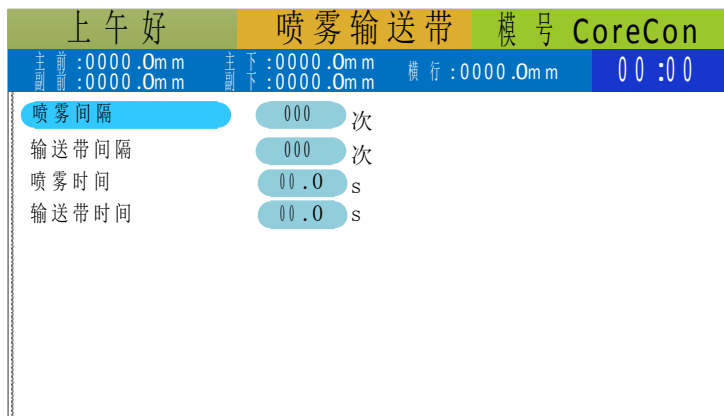 上午好 喷雾输送带 模号 CoreCon
主前:0000.0mm 主下:0000.0mm 横行:0000.0mm 00:00
副前:0000.0mm 副下:0000.0mm
喷雾间隔 000 次
输送带间隔 000 次
喷雾时间 00.0 s
输送带时间 00.0 s